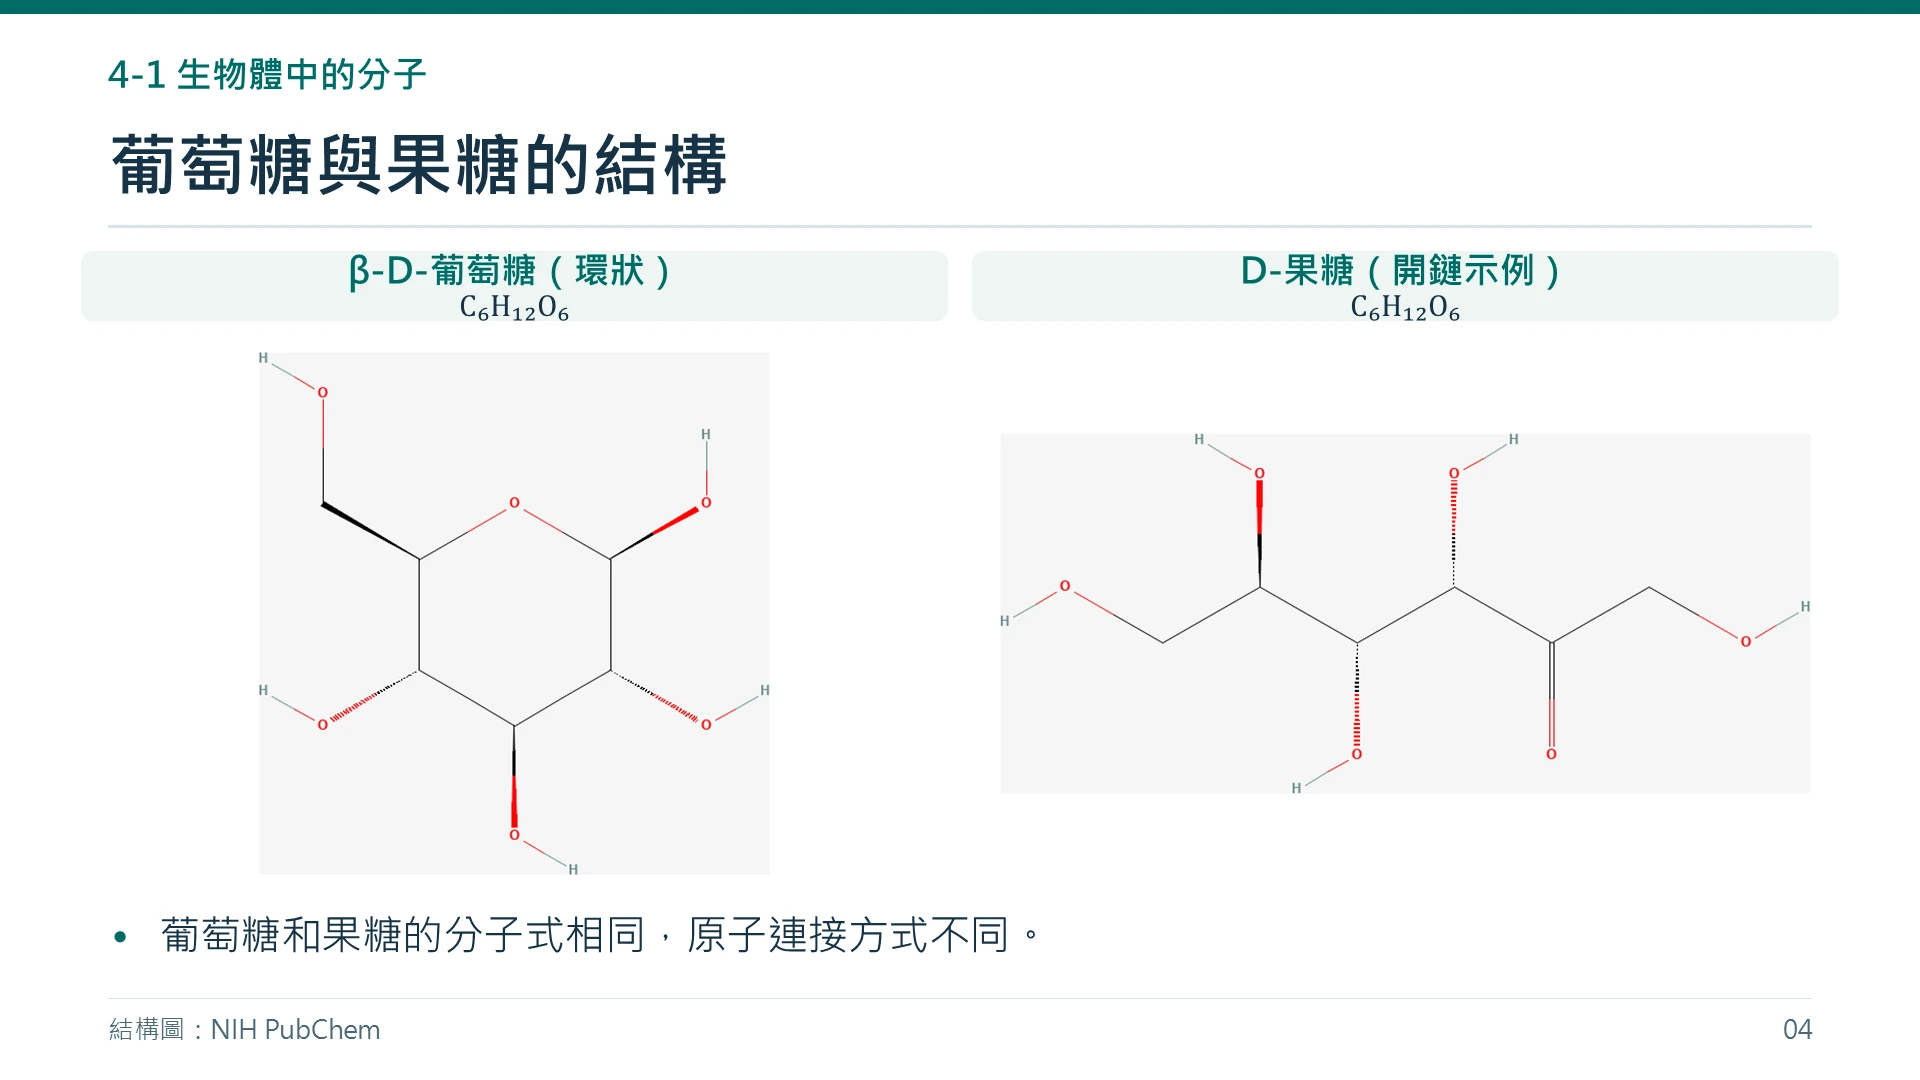 4-1 生物體中的分子
葡萄糖與果糖的結構
β-D-葡萄糖（環狀）
C₆H₁₂O₆
D-果糖（開鏈示例）
C₆H₁₂O₆
H
O
H
O
O
H
O
O
H
O
H
H
O
O
H
O
H
O
H
O
O
H
H
• 葡萄糖和果糖的分子式相同，原子連接方式不同。
結構圖：NIH PubChem
04